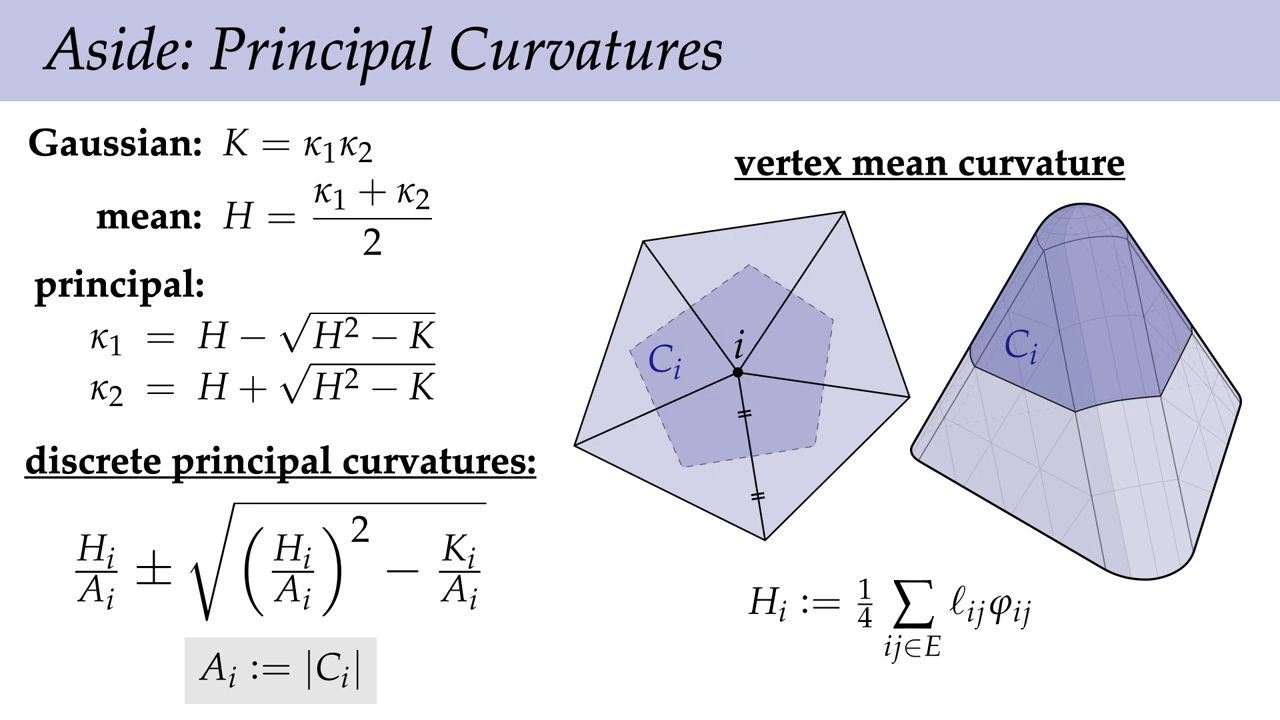 Aside: Principal Curvatures
Gaussian: K = κ₁κ₂
mean: H = (κ₁ + κ₂) / 2
principal:
κ₁ = H − √(H² − K)
κ₂ = H + √(H² − K)
discrete principal curvatures:
Hᵢ/Aᵢ ± √((Hᵢ/Aᵢ)² − Kᵢ/Aᵢ)
Aᵢ := |Cᵢ|
vertex mean curvature
i
Cᵢ
Cᵢ
Hᵢ := ¼ ∑_{ij∈E} ℓᵢⱼφᵢⱼ